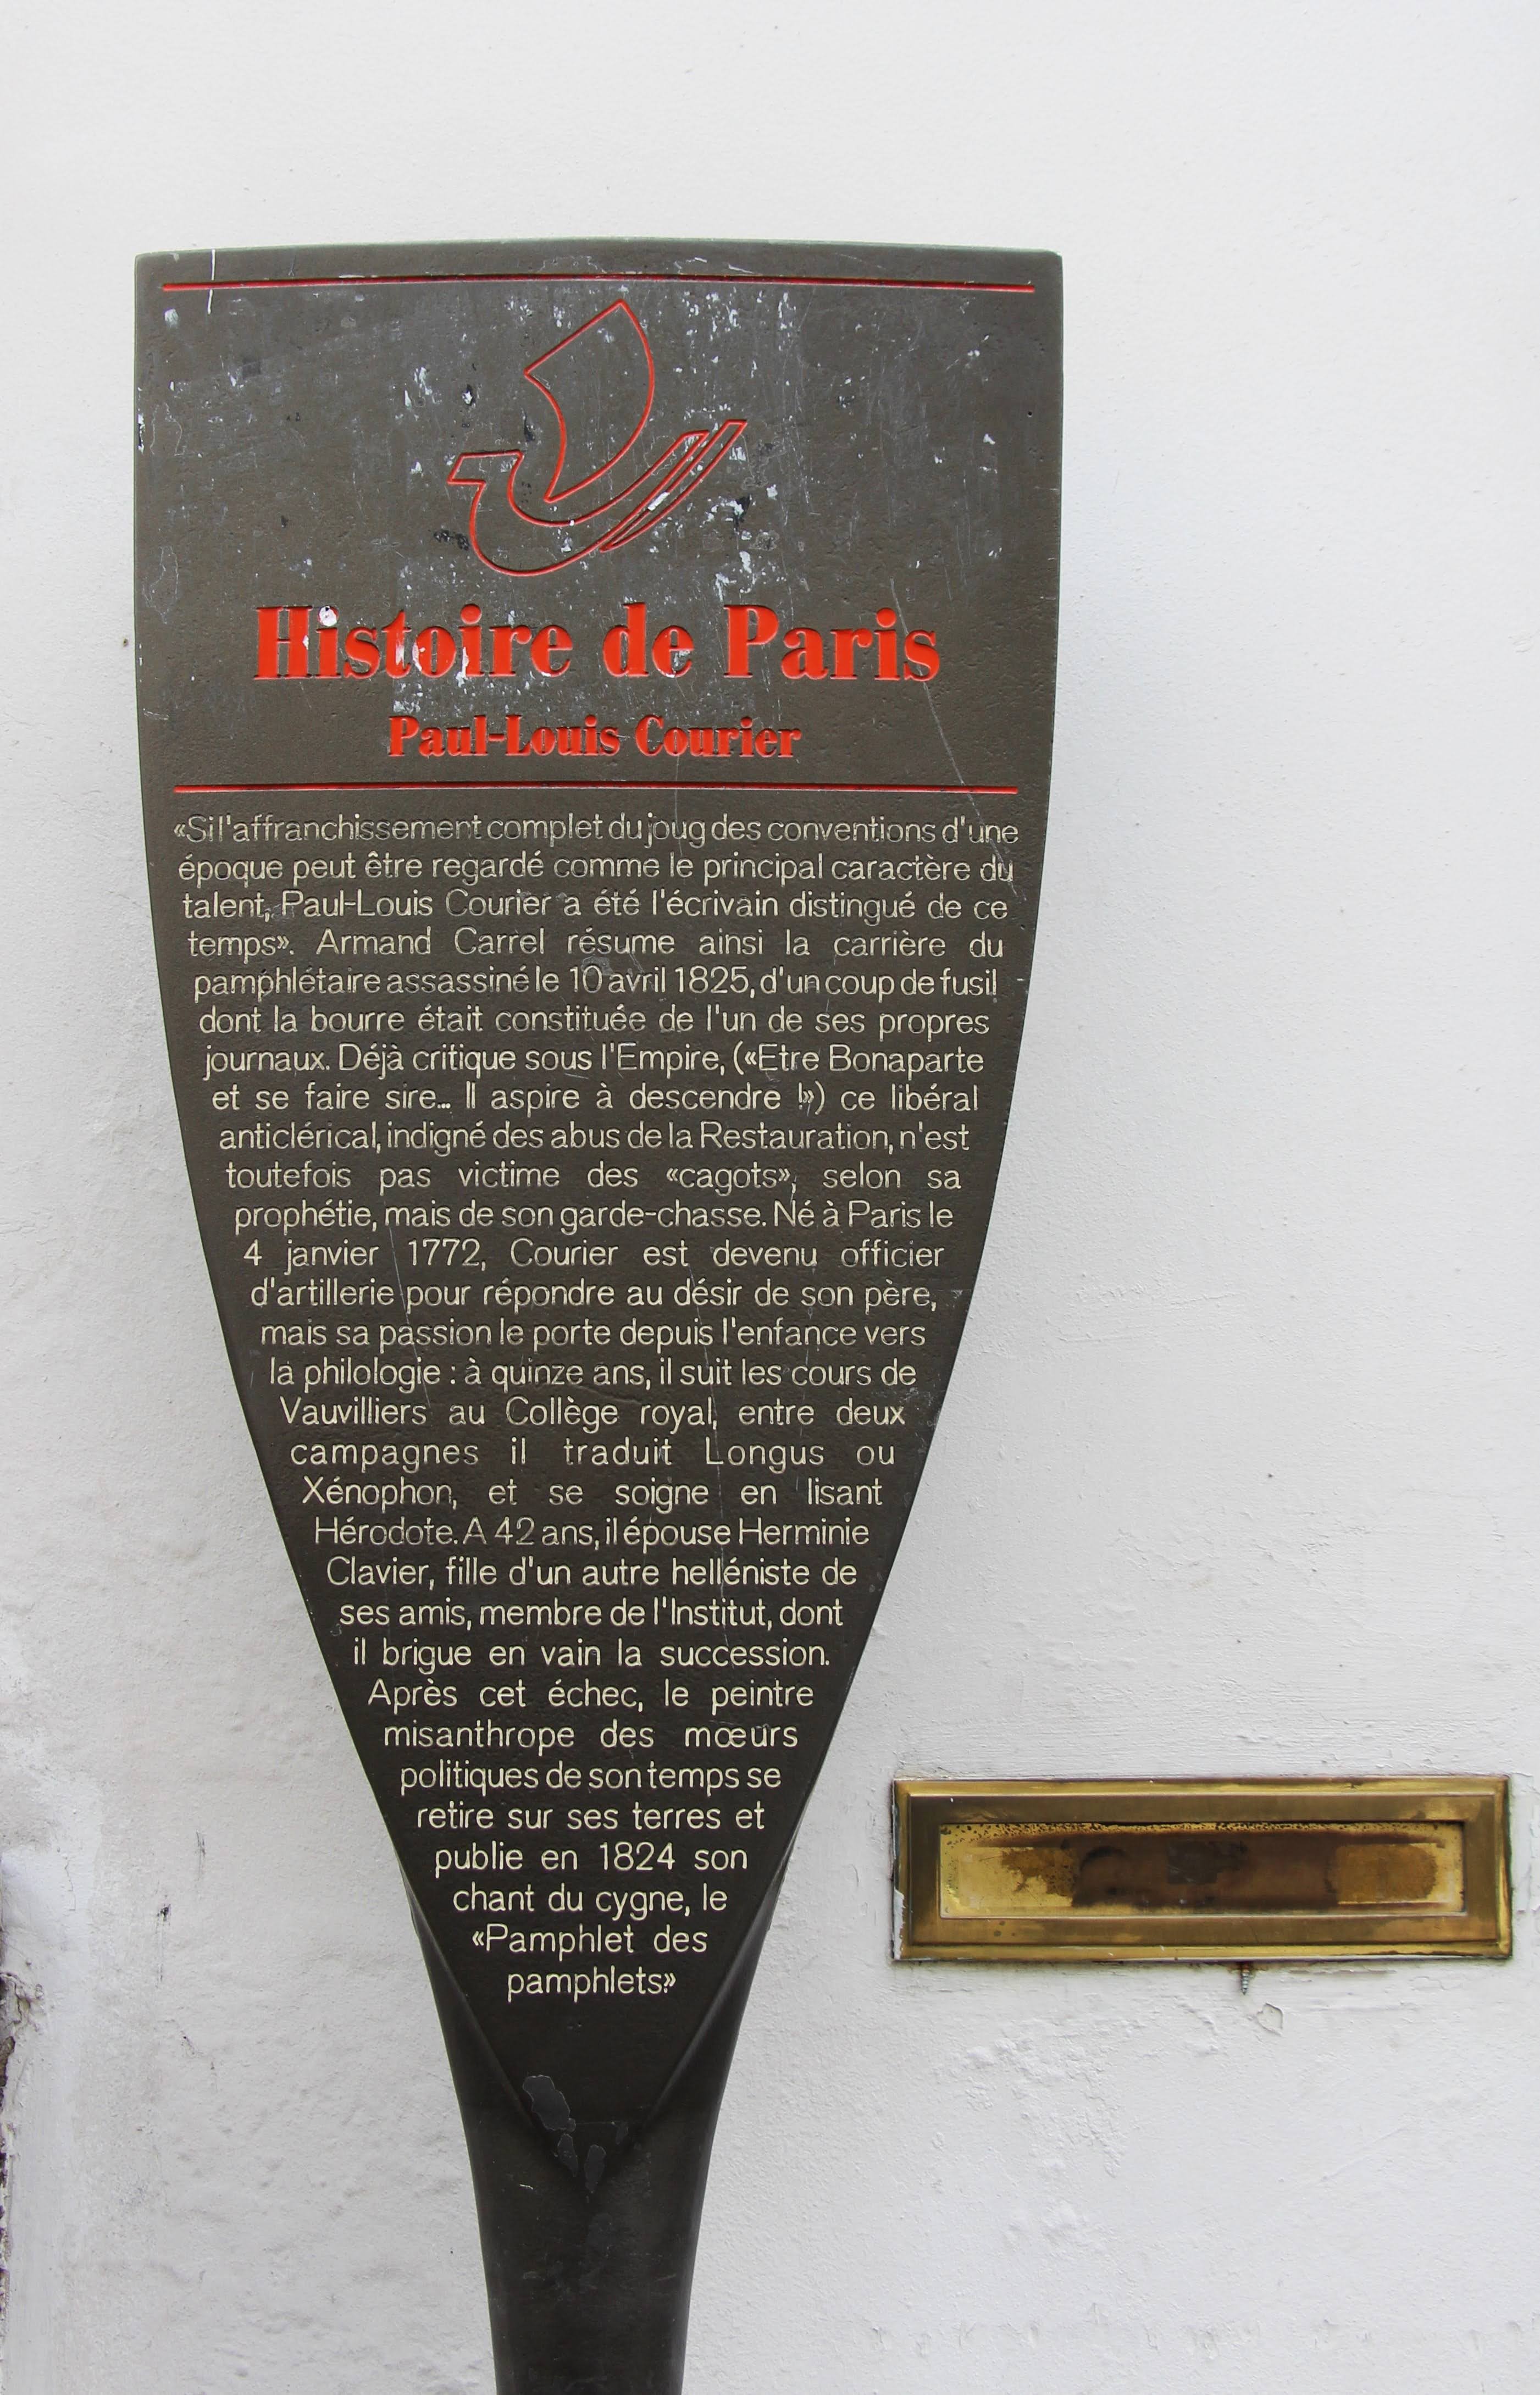 Histoire de Paris
Paul-Louis Courier
«Si l'affranchissement complet du joug des conventions d'une
époque peut être regardé comme le principal caractère du
talent, Paul-Louis Courier a été l'écrivain distingué de ce
temps». Armand Carrel résume ainsi la carrière du
pamphlétaire assassiné le 10 avril 1825, d'un coup de fusil
dont la bourre était constituée de l'un de ses propres
journaux. Déjà critique sous l'Empire, («Etre Bonaparte
et se faire sire... Il aspire à descendre !») ce libéral
anticlérical, indigné des abus de la Restauration, n'est
toutefois pas victime des «cagots», selon sa
prophétie, mais de son garde-chasse. Né à Paris le
4 janvier 1772, Courier est devenu officier
d'artillerie pour répondre au désir de son père,
mais sa passion le porte depuis l'enfance vers
la philologie : à quinze ans, il suit les cours de
Vauvilliers au Collège royal, entre deux
campagnes il traduit Longus ou
Xénophon, et se soigne en lisant
Hérodote. A 42 ans, il épouse Herminie
Clavier, fille d'un autre helléniste de
ses amis, membre de l'Institut, dont
il brigue en vain la succession.
Après cet échec, le peintre
misanthrope des mœurs
politiques de son temps se
retire sur ses terres et
publie en 1824 son
chant du cygne, le
«Pamphlet des
pamphlets»